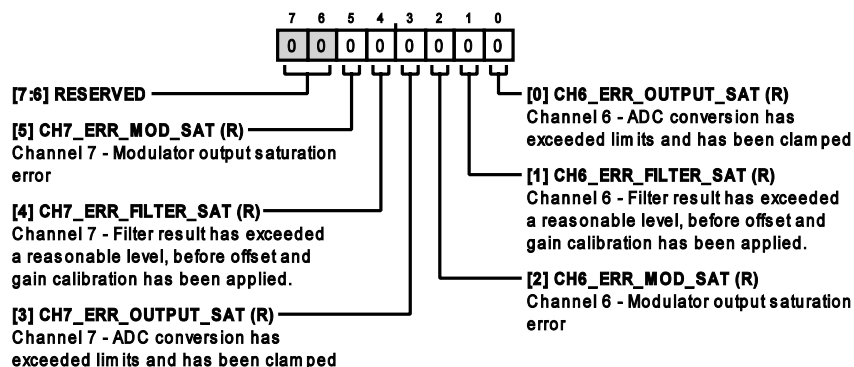 7 6 5 4 3 2 1 0
0 0 0 0 0 0 0 0
[7:6] RESERVED
[5] CH7_ERR_MOD_SAT (R)
Channel 7 - Modulator output saturation
error
[4] CH7_ERR_FILTER_SAT (R)
Channel 7 - Filter result has exceeded
a reasonable level, before offset and
gain calibration has been applied.
[3] CH7_ERR_OUTPUT_SAT (R)
Channel 7 - ADC conversion has
exceeded limits and has been clamped
[0] CH6_ERR_OUTPUT_SAT (R)
Channel 6 - ADC conversion has
exceeded limits and has been clamped
[1] CH6_ERR_FILTER_SAT (R)
Channel 6 - Filter result has exceeded
a reasonable level, before offset and
gain calibration has been applied.
[2] CH6_ERR_MOD_SAT (R)
Channel 6 - Modulator output saturation
error